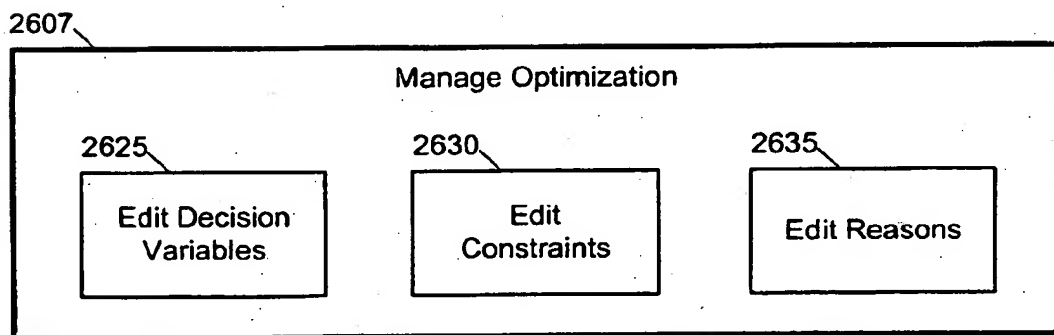 2607
Manage Optimization
2625
2630
2635
Edit Decision
Variables
Edit
Constraints
Edit Reasons